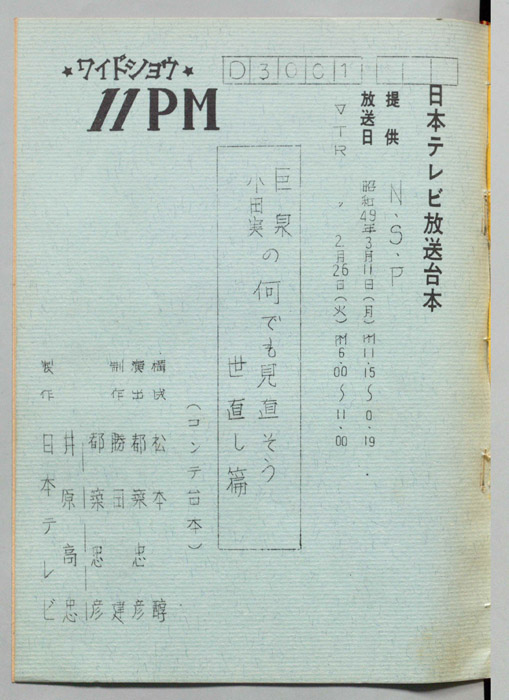 日本テレビ放送台本
提供 N.S.P
放送日 昭和49年3月11日(月)PM11.15〜0.19
▽TR 〃 2月26日(火)PM6.00〜11.00
ワイドショウ
11PM
D3001
巨泉
小田実
の何でも見直そう
世直し篇
(コンテ台本)
構成 松本 醇
演出 都築忠彦
制作 勝田 建
都築忠彦
井原高忠
製作 日本テレビ